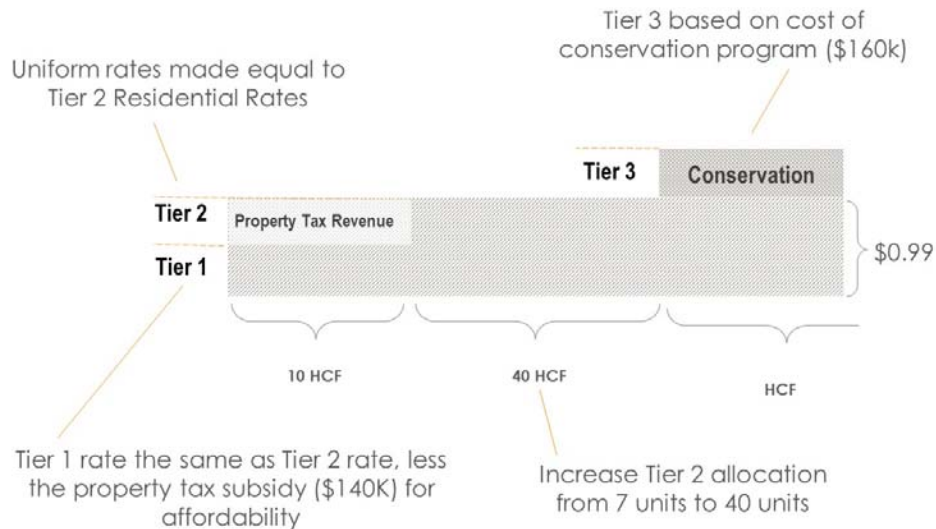 Tier 3 based on cost of
conservation program ($160k)
Uniform rates made equal to
Tier 2 Residential Rates
Tier 3
Conservation
Tier 2
Property Tax Revenue
Tier 1
$0.99
10 HCF
40 HCF
HCF
Tier 1 rate the same as Tier 2 rate, less
the property tax subsidy ($140K) for
affordability
Increase Tier 2 allocation
from 7 units to 40 units